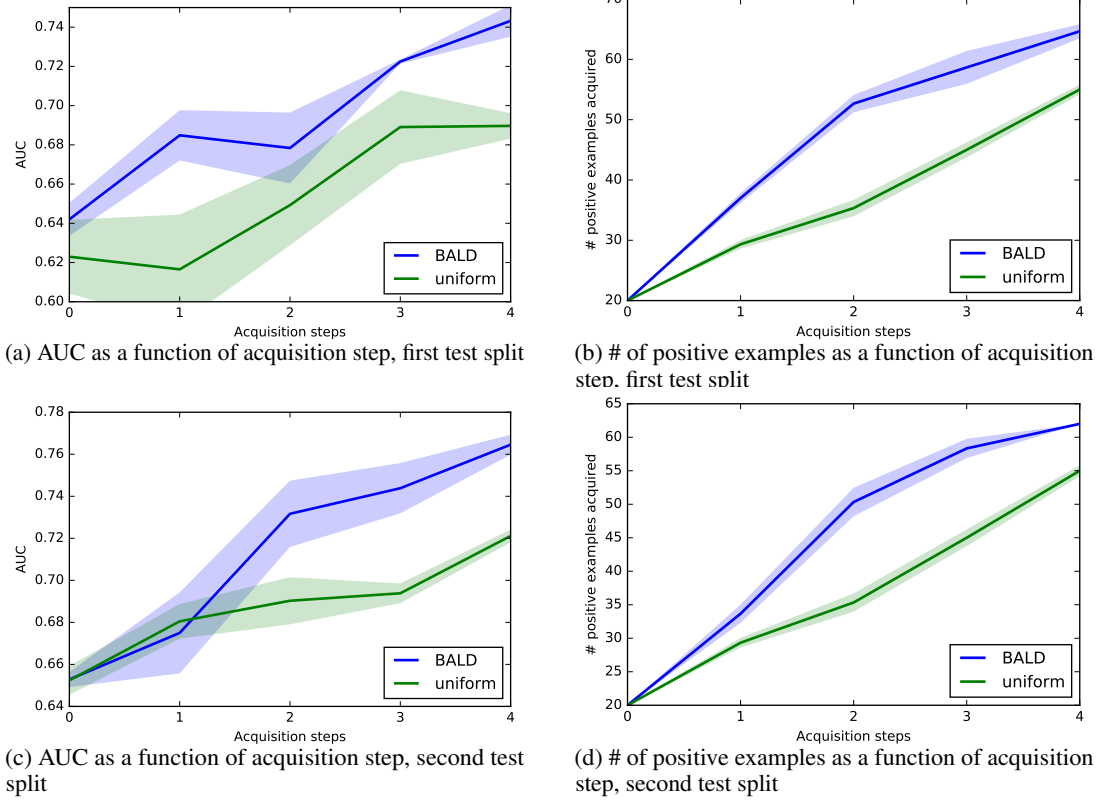 0.74
0.72
0.70
0.68
0.66
0.64
0.62
0.60
AUC
0 1 2 3 4
Acquisition steps
BALD
uniform
(a) AUC as a function of acquisition step, first test split
70
60
50
40
30
20
# positive examples acquired
0 1 2 3 4
Acquisition steps
BALD
uniform
(b) # of positive examples as a function of acquisition
step, first test split
0.78
0.76
0.74
0.72
0.70
0.68
0.66
0.64
AUC
0 1 2 3 4
Acquisition steps
BALD
uniform
(c) AUC as a function of acquisition step, second test
split
65
60
55
50
45
40
35
30
25
20
# positive examples acquired
0 1 2 3 4
Acquisition steps
BALD
uniform
(d) # of positive examples as a function of acquisition
step, second test split